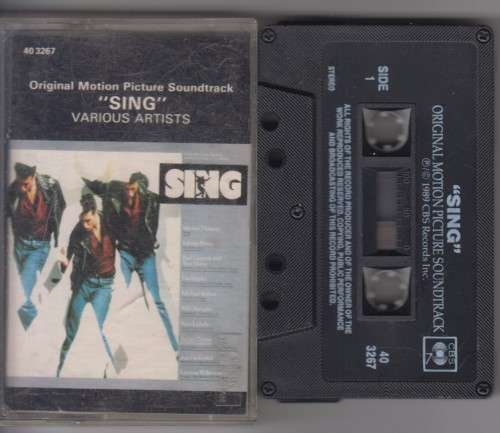 40 3267
Original Motion Picture Soundtrack
"SING"
VARIOUS ARTISTS
SING
SIDE
1
STEREO
ALL RIGHTS OF THE RECORD PRODUCER AND OF THE OWNER OF THE
WORK REPRODUCED RESERVED. COPYING, PUBLIC PERFORMANCE
AND BROADCASTING OF THIS RECORD PROHIBITED.
"SING"
ORIGINAL MOTION PICTURE SOUNDTRACK
℗ © 1989 CBS Records Inc.
CBS
40
3267